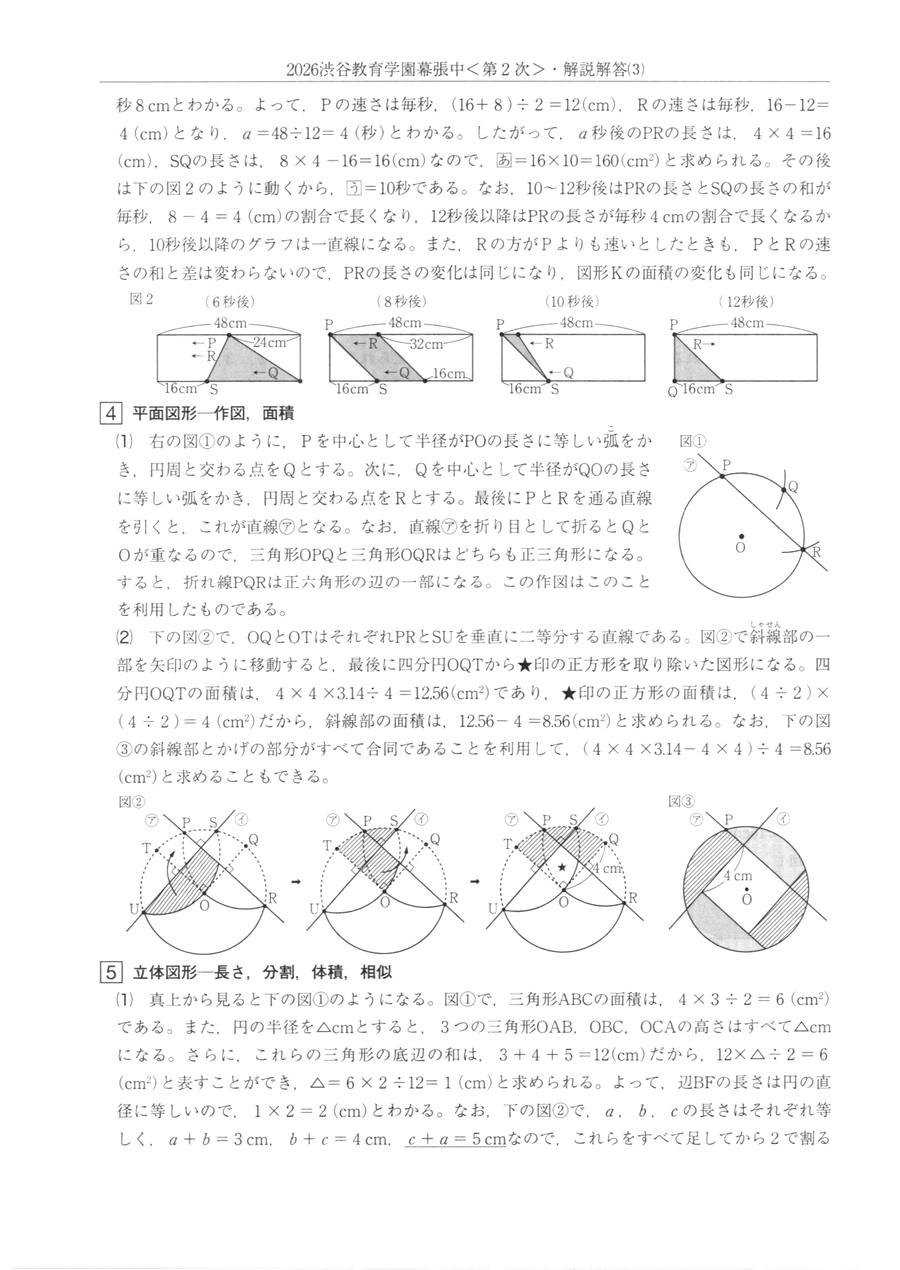 2026渋谷教育学園幕張中<第2次>・解説解答(3)
秒8cmとわかる。よって，Pの速さは毎秒，(16+8)÷2=12(cm)，Rの速さは毎秒，16-12=
4(cm)となり，a=48÷12=4(秒)とわかる。したがって，a秒後のPRの長さは，4×4=16
(cm)，SQの長さは，8×4-16=16(cm)なので，あ=16×10=160(cm²)と求められる。その後
は下の図2のように動くから，う=10秒である。なお，10~12秒後はPRの長さとSQの長さの和が
毎秒，8-4=4(cm)の割合で長くなり，12秒後以降はPRの長さが毎秒4cmの割合で長くなるか
ら，10秒後以降のグラフは一直線になる。また，Rの方がPよりも速いとしたときも，PとRの速
さの和と差は変わらないので，PRの長さの変化は同じになり，図形Kの面積の変化も同じになる。
図2 (6秒後) (8秒後) (10秒後) (12秒後)
48cm P 48cm P 48cm P 48cm
←P 24cm ←R 32cm ←R R→
←R ←Q ←Q 16cm ←Q
16cm S 16cm S 16cm S Q 16cm S
4 平面図形―作図，面積
(1) 右の図①のように，Pを中心として半径がPOの長さに等しい弧をか
こ
き，円周と交わる点をQとする。次に，Qを中心として半径がQOの長さ
に等しい弧をかき，円周と交わる点をRとする。最後にPとRを通る直線
を引くと，これが直線㋐となる。なお，直線㋐を折り目として折るとQと
Oが重なるので，三角形OPQと三角形OQRはどちらも正三角形になる。
すると，折れ線PQRは正六角形の辺の一部になる。この作図はこのこと
を利用したものである。
図①
㋐ P
Q
O
R
(2) 下の図②で，OQとOTはそれぞれPRとSUを垂直に二等分する直線である。図②で斜線部の一
しゃせん
部を矢印のように移動すると，最後に四分円OQTから★印の正方形を取り除いた図形になる。四
分円OQTの面積は，4×4×3.14÷4=12.56(cm²)であり，★印の正方形の面積は，(4÷2)×
(4÷2)=4(cm²)だから，斜線部の面積は，12.56-4=8.56(cm²)と求められる。なお，下の図
③の斜線部とかげの部分がすべて合同であることを利用して，(4×4×3.14-4×4)÷4=8.56
(cm²)と求めることもできる。
図② 図③
㋐ P S ㋑ ㋐ P S ㋑ ㋐ P S ㋑ ㋐ P ㋑
T Q T Q T Q
★ 4cm 4cm
→ →
U O R U O R U O R O
5 立体図形―長さ，分割，体積，相似
(1) 真上から見ると下の図①のようになる。図①で，三角形ABCの面積は，4×3÷2=6(cm²)
である。また，円の半径を△cmとすると，3つの三角形OAB，OBC，OCAの高さはすべて△cm
になる。さらに，これらの三角形の底辺の和は，3+4+5=12(cm)だから，12×△÷2=6
(cm²)と表すことができ，△=6×2÷12=1(cm)と求められる。よって，辺BFの長さは円の直
径に等しいので，1×2=2(cm)とわかる。なお，下の図②で，a，b，cの長さはそれぞれ等
しく，a+b=3cm，b+c=4cm，c+a=5cmなので，これらをすべて足してから2で割る